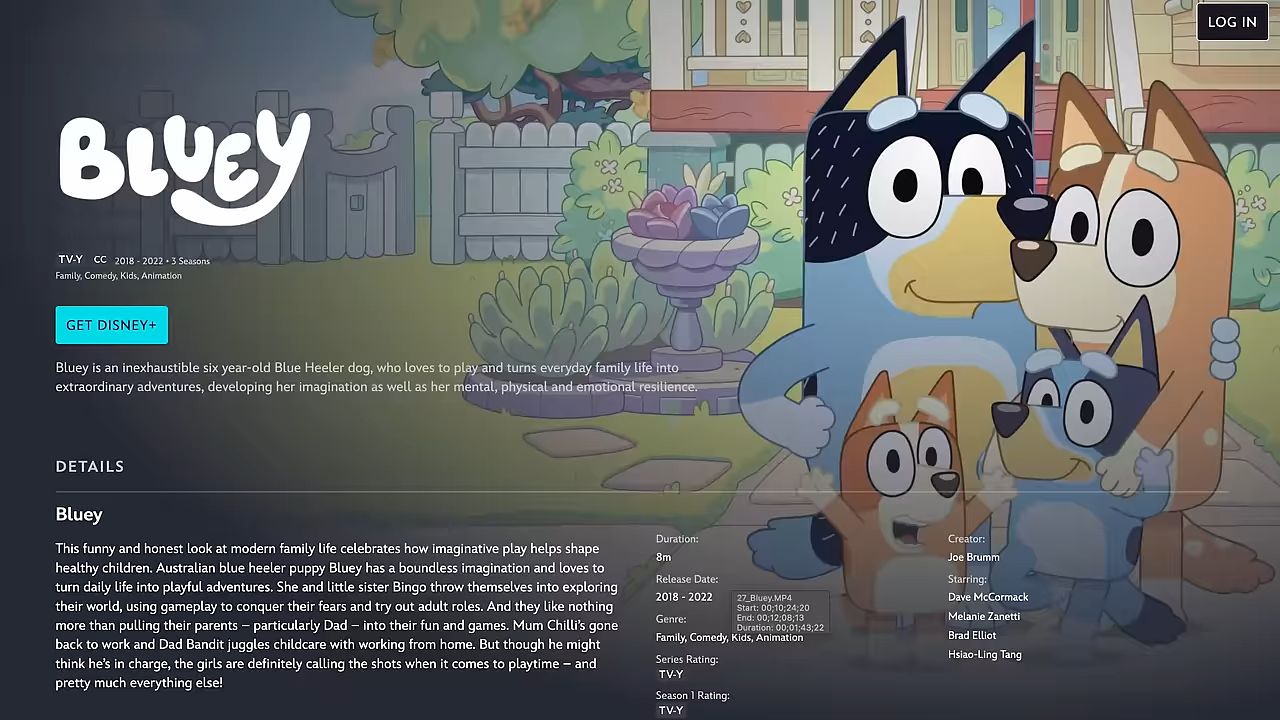 LOG IN
BLUEY
TV-Y CC 2018 - 2022 • 3 Seasons
Family, Comedy, Kids, Animation
GET DISNEY+
Bluey is an inexhaustible six year-old Blue Heeler dog, who loves to play and turns everyday family life into
extraordinary adventures, developing her imagination as well as her mental, physical and emotional resilience.
DETAILS
Bluey
This funny and honest look at modern family life celebrates how imaginative play helps shape
healthy children. Australian blue heeler puppy Bluey has a boundless imagination and loves to
turn daily life into playful adventures. She and little sister Bingo throw themselves into exploring
their world, using gameplay to conquer their fears and try out adult roles. And they like nothing
more than pulling their parents – particularly Dad – into their fun and games. Mum Chilli's gone
back to work and Dad Bandit juggles childcare with working from home. But though he might
think he's in charge, the girls are definitely calling the shots when it comes to playtime – and
pretty much everything else!
Duration:
8m
Release Date:
2018 - 2022
Genre:
Family, Comedy, Kids, Animation
Series Rating:
TV-Y
Season 1 Rating:
TV-Y
27_Bluey.MP4
Start: 00;10;24;20
End: 00;12;08;13
Duration: 00;01;43;22
Creator:
Joe Brumm
Starring:
Dave McCormack
Melanie Zanetti
Brad Elliot
Hsiao-Ling Tang